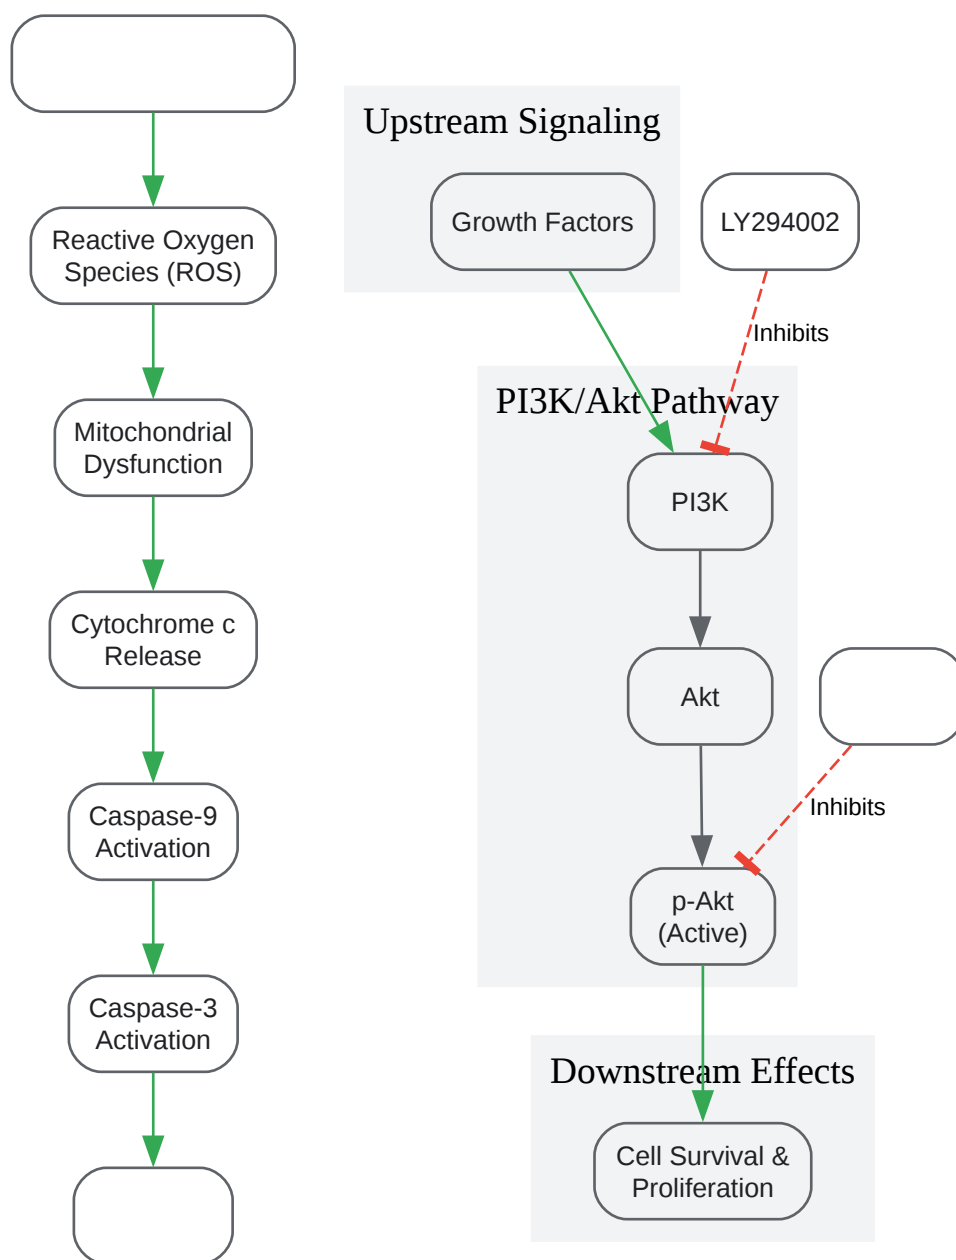 Reactive Oxygen
Species (ROS)
Mitochondrial
Dysfunction
Cytochrome c
Release
Caspase-9
Activation
Caspase-3
Activation
Upstream Signaling
Growth Factors
LY294002
Inhibits
PI3K/Akt Pathway
PI3K
Akt
Inhibits
p-Akt
(Active)
Downstream Effects
Cell Survival &
Proliferation